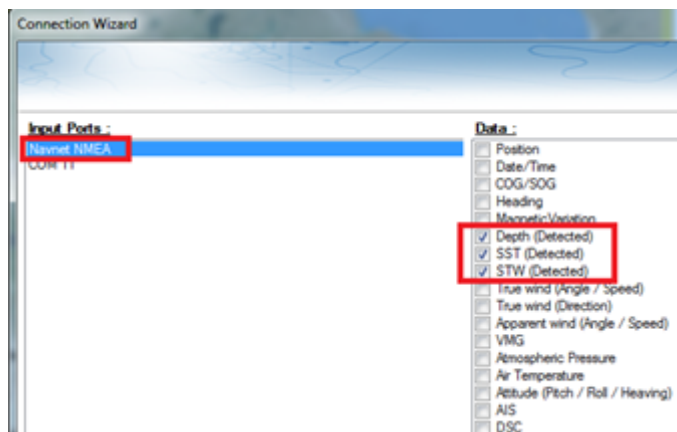 Connection Wizard
Input Ports :
Navnet NMEA
COM 11
Data :
Position
Date/Time
COG/SOG
Heading
Magnetic Variation
Depth (Detected)
SST (Detected)
STW (Detected)
True wind (Angle / Speed)
True wind (Direction)
Apparent wind (Angle / Speed)
VMG
Atmospheric Pressure
Air Temperature
Attitude (Pitch / Roll / Heaving)
AIS
DSC